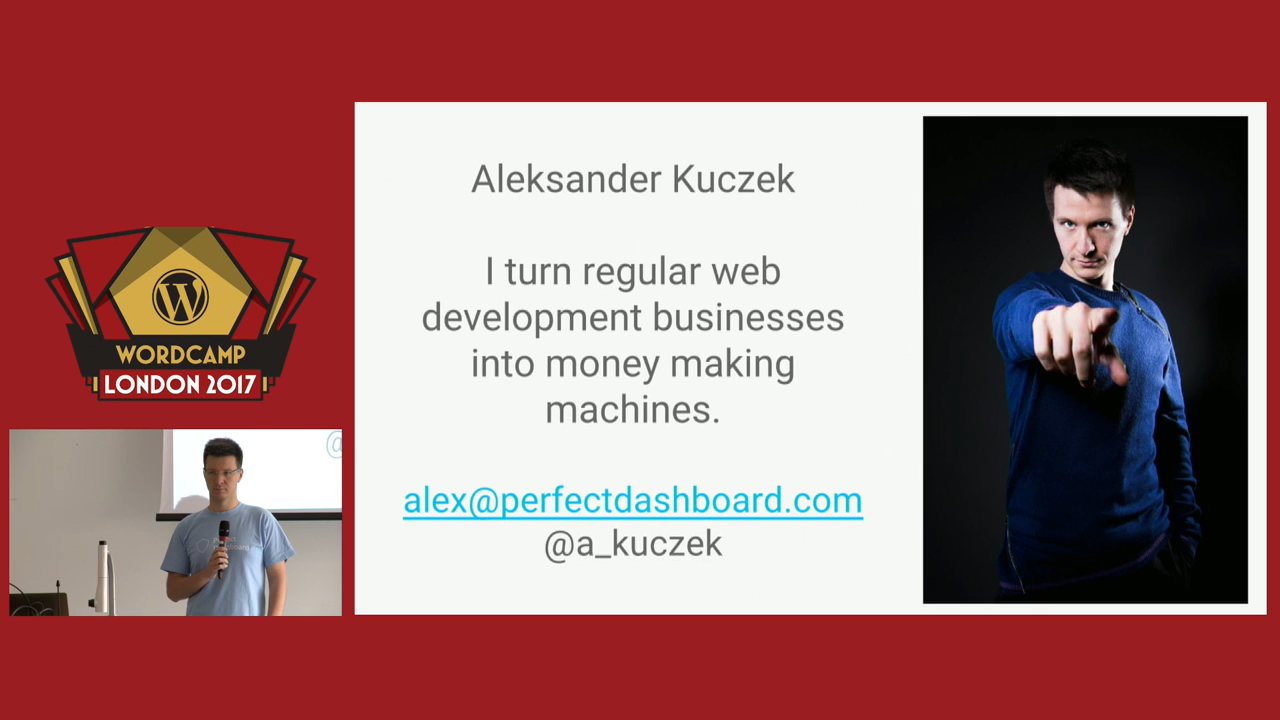 WORDCAMP
LONDON 2017
@
Aleksander Kuczek
I turn regular web
development businesses
into money making
machines.
alex@perfectdashboard.com
@a_kuczek